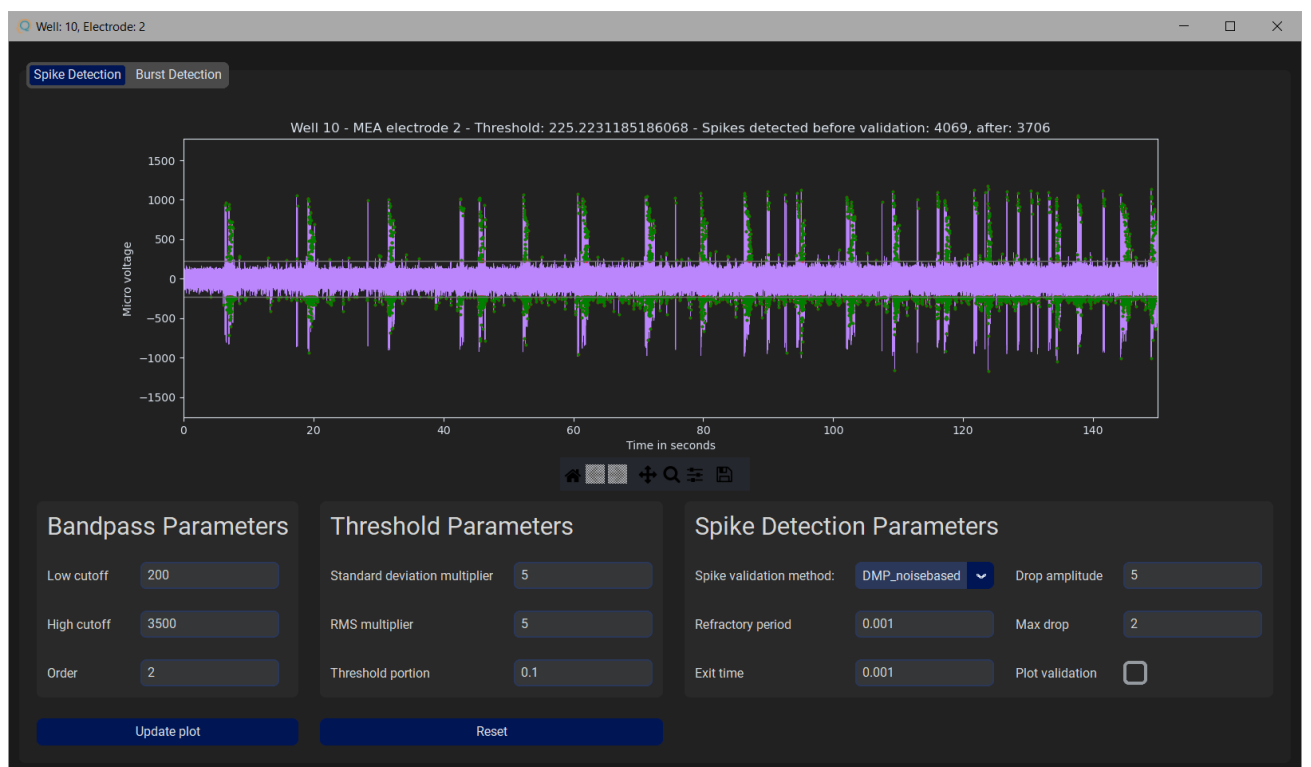 Well: 10, Electrode: 2
Spike Detection Burst Detection
Well 10 - MEA electrode 2 - Threshold: 225.2231185186068 - Spikes detected before validation: 4069, after: 3706
1500
1000
500
0
−500
−1000
−1500
Micro voltage
0 20 40 60 80 100 120 140
Time in seconds
Bandpass Parameters
Low cutoff 200
High cutoff 3500
Order 2
Threshold Parameters
Standard deviation multiplier 5
RMS multiplier 5
Threshold portion 0.1
Spike Detection Parameters
Spike validation method: DMP_noisebased Drop amplitude 5
Refractory period 0.001 Max drop 2
Exit time 0.001 Plot validation
Update plot Reset